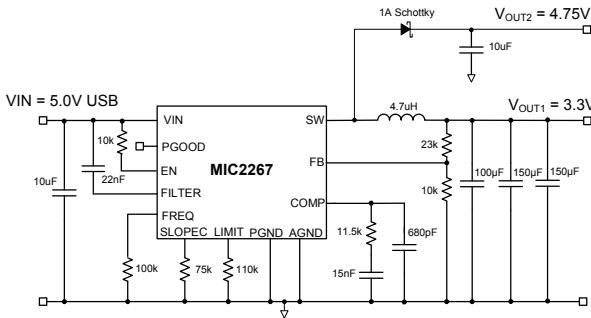 1A Schottky
VOUT2 = 4.75V
10uF
VIN = 5.0V USB
4.7uH
VOUT1 = 3.3V
VIN
SW
10k
PGOOD
23k
EN
MIC2267
FB
10uF
22nF
FILTER
10k
100µF
150µF
150µF
FREQ
COMP
SLOPEC
LIMIT
PGND
AGND
11.5k
680pF
100k
75k
110k
15nF